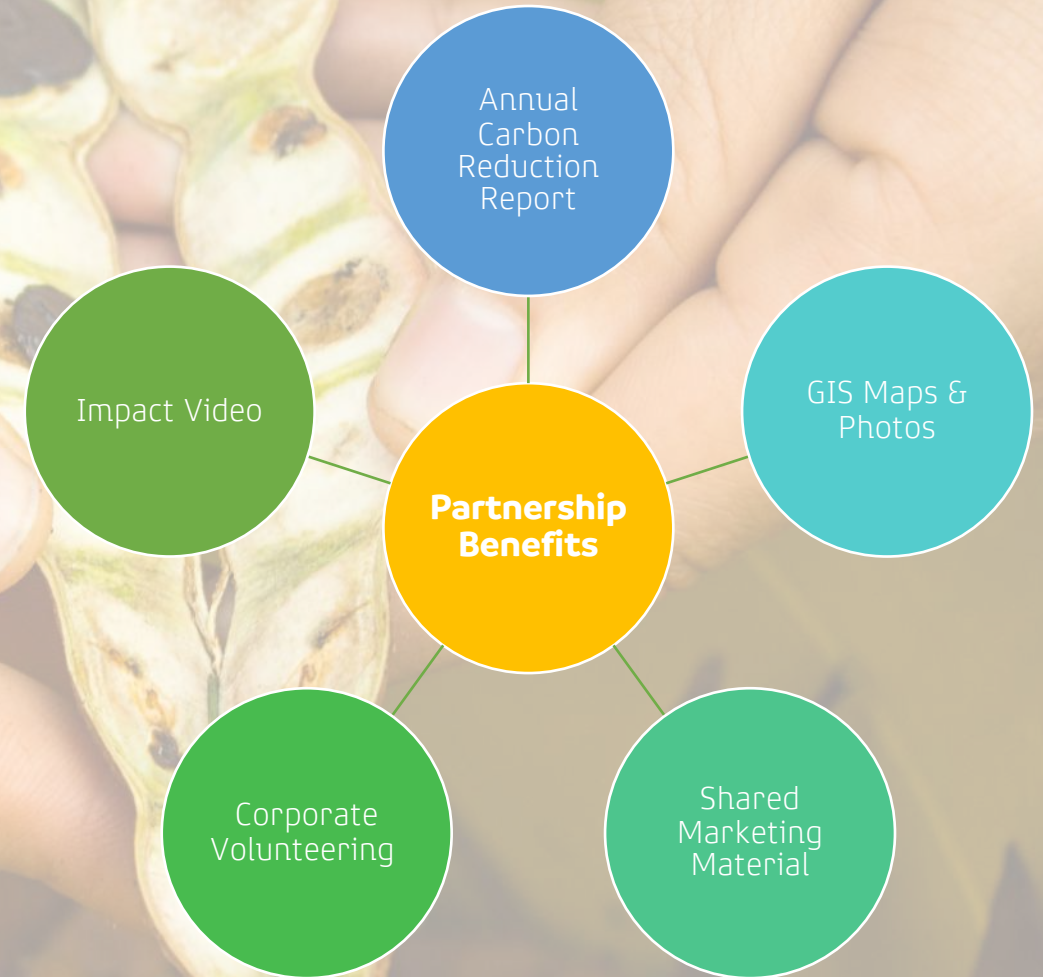 Annual
Carbon
Reduction
Report
Impact Video
GIS Maps &
Photos
Partnership
Benefits
Corporate
Volunteering
Shared
Marketing
Material